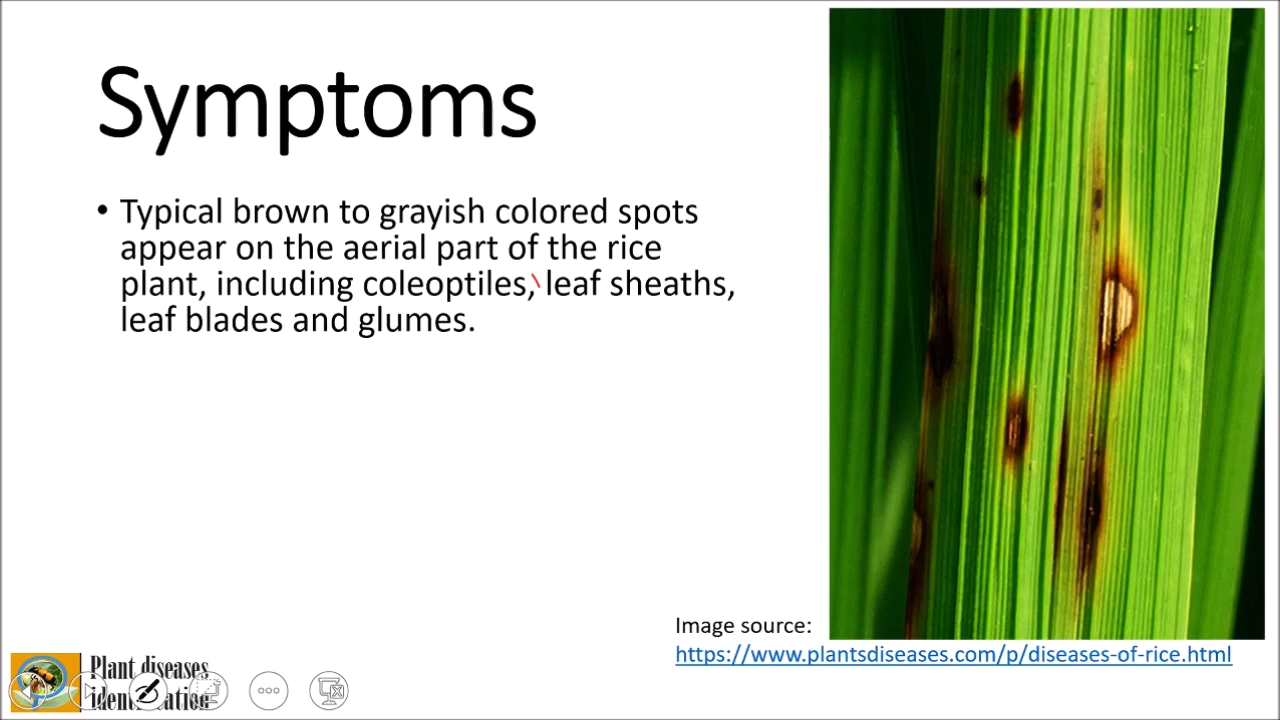 Symptoms
• Typical brown to grayish colored spots
appear on the aerial part of the rice
plant, including coleoptiles, leaf sheaths,
leaf blades and glumes.
Image source:
https://www.plantsdiseases.com/p/diseases-of-rice.html
Plant diseases
identification